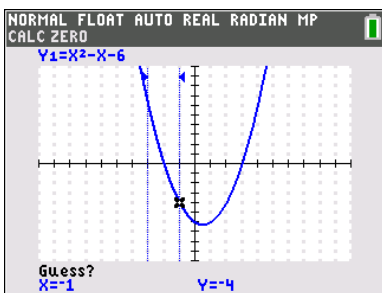 NORMAL FLOAT AUTO REAL RADIAN MP
CALC ZERO
Y₁=X²-X-6
Guess?
X=⁻1 Y=⁻4